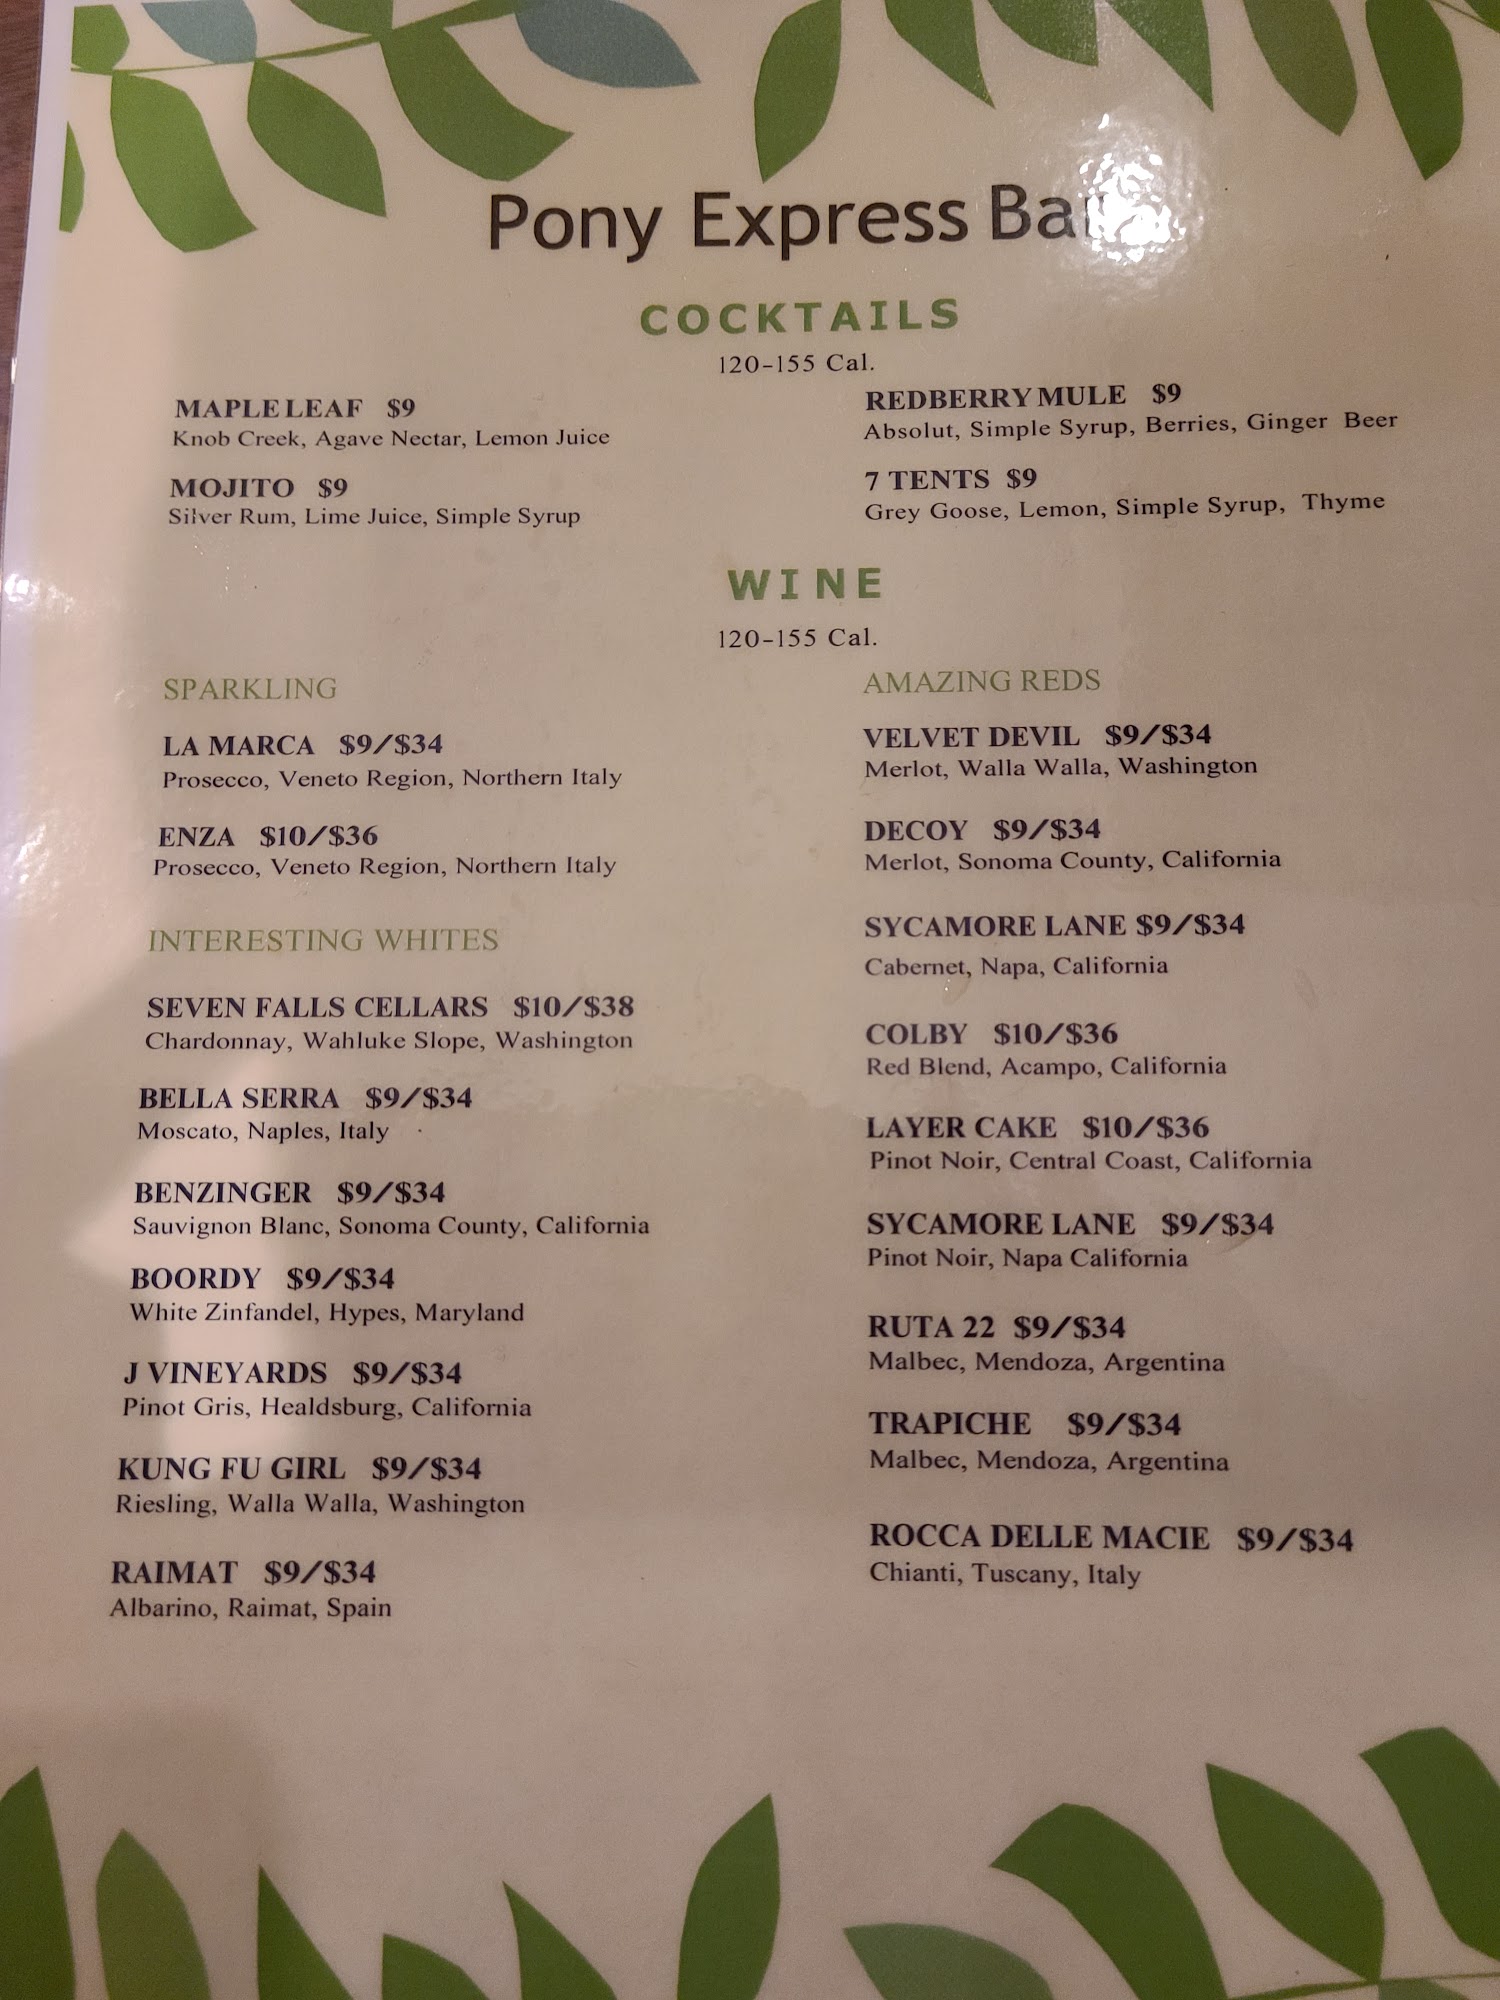 Pony Express Bar
COCKTAILS
120-155 Cal.
MAPLE LEAF $9
Knob Creek, Agave Nectar, Lemon Juice
MOJITO $9
Silver Rum, Lime Juice, Simple Syrup
REDBERRY MULE $9
Absolut, Simple Syrup, Berries, Ginger Beer
7 TENTS $9
Grey Goose, Lemon, Simple Syrup, Thyme
WINE
120-155 Cal.
SPARKLING
LA MARCA $9/$34
Prosecco, Veneto Region, Northern Italy
ENZA $10/$36
Prosecco, Veneto Region, Northern Italy
INTERESTING WHITES
SEVEN FALLS CELLARS $10/$38
Chardonnay, Wahluke Slope, Washington
BELLA SERRA $9/$34
Moscato, Naples, Italy
BENZINGER $9/$34
Sauvignon Blanc, Sonoma County, California
BOORDY $9/$34
White Zinfandel, Hypes, Maryland
J VINEYARDS $9/$34
Pinot Gris, Healdsburg, California
KUNG FU GIRL $9/$34
Riesling, Walla Walla, Washington
RAIMAT $9/$34
Albarino, Raimat, Spain
AMAZING REDS
VELVET DEVIL $9/$34
Merlot, Walla Walla, Washington
DECOY $9/$34
Merlot, Sonoma County, California
SYCAMORE LANE $9/$34
Cabernet, Napa, California
COLBY $10/$36
Red Blend, Acampo, California
LAYER CAKE $10/$36
Pinot Noir, Central Coast, California
SYCAMORE LANE $9/$34
Pinot Noir, Napa California
RUTA 22 $9/$34
Malbec, Mendoza, Argentina
TRAPICHE $9/$34
Malbec, Mendoza, Argentina
ROCCA DELLE MACIE $9/$34
Chianti, Tuscany, Italy